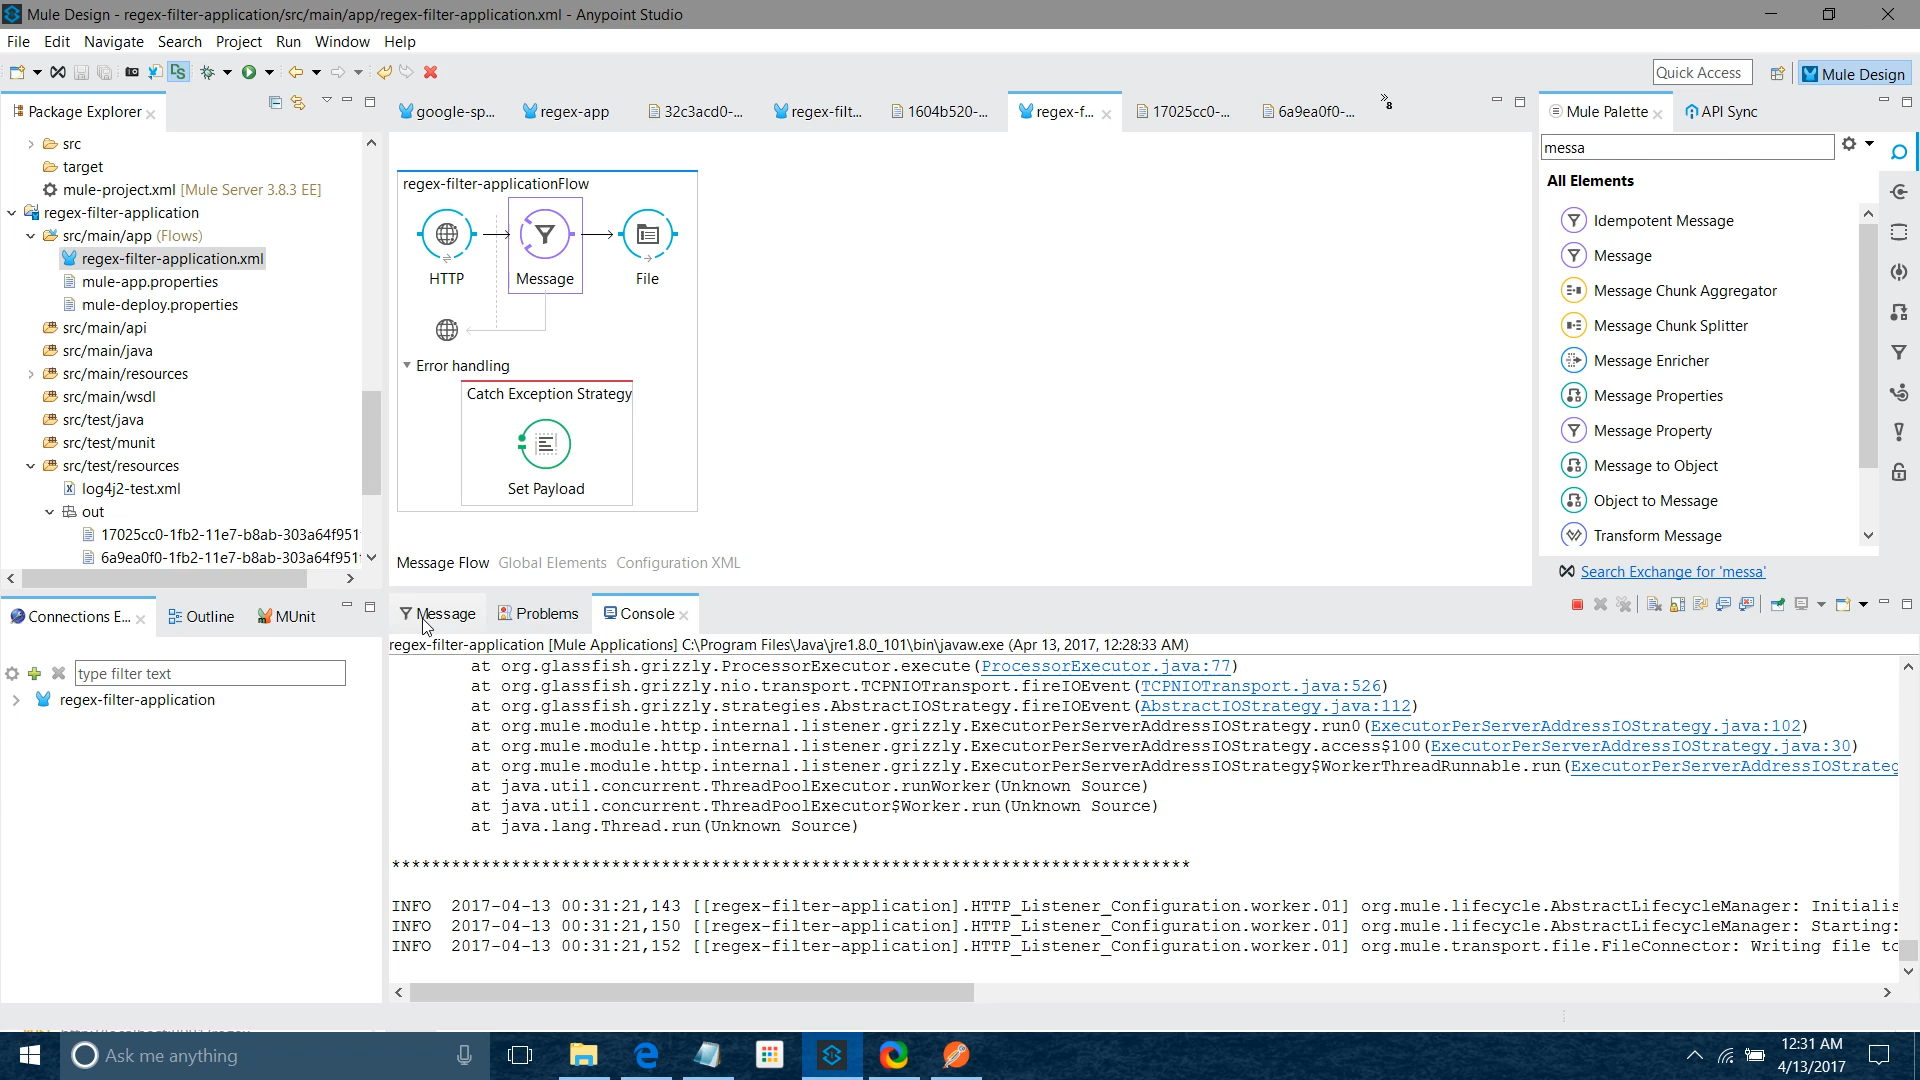 Mule Design - regex-filter-application/src/main/app/regex-filter-application.xml - Anypoint Studio
File Edit Navigate Search Project Run Window Help
Quick Access
Mule Design
Package Explorer
google-sp...
regex-app
32c3acd0-...
regex-filt...
1604b520-...
regex-f...
17025cc0-...
6a9ea0f0-...
8
Mule Palette
API Sync
src
target
mule-project.xml [Mule Server 3.8.3 EE]
regex-filter-application
src/main/app (Flows)
regex-filter-application.xml
mule-app.properties
mule-deploy.properties
src/main/api
src/main/java
src/main/resources
src/main/wsdl
src/test/java
src/test/munit
src/test/resources
log4j2-test.xml
out
17025cc0-1fb2-11e7-b8ab-303a64f951
6a9ea0f0-1fb2-11e7-b8ab-303a64f951
regex-filter-applicationFlow
HTTP
Message
File
Error handling
Catch Exception Strategy
Set Payload
Message Flow
Global Elements
Configuration XML
messa
All Elements
Idempotent Message
Message
Message Chunk Aggregator
Message Chunk Splitter
Message Enricher
Message Properties
Message Property
Message to Object
Object to Message
Transform Message
Search Exchange for 'messa'
Connections E...
Outline
MUnit
type filter text
regex-filter-application
Message
Problems
Console
regex-filter-application [Mule Applications] C:\Program Files\Java\jre1.8.0_101\bin\javaw.exe (Apr 13, 2017, 12:28:33 AM)
at org.glassfish.grizzly.ProcessorExecutor.execute(ProcessorExecutor.java:77)
at org.glassfish.grizzly.nio.transport.TCPNIOTransport.fireIOEvent(TCPNIOTransport.java:526)
at org.glassfish.grizzly.strategies.AbstractIOStrategy.fireIOEvent(AbstractIOStrategy.java:112)
at org.mule.module.http.internal.listener.grizzly.ExecutorPerServerAddressIOStrategy.run0(ExecutorPerServerAddressIOStrategy.java:102)
at org.mule.module.http.internal.listener.grizzly.ExecutorPerServerAddressIOStrategy.access$100(ExecutorPerServerAddressIOStrategy.java:30)
at org.mule.module.http.internal.listener.grizzly.ExecutorPerServerAddressIOStrategy$WorkerThreadRunnable.run(ExecutorPerServerAddressIOStrateg
at java.util.concurrent.ThreadPoolExecutor.runWorker(Unknown Source)
at java.util.concurrent.ThreadPoolExecutor$Worker.run(Unknown Source)
at java.lang.Thread.run(Unknown Source)
********************************************************************************
INFO 2017-04-13 00:31:21,143 [[regex-filter-application].HTTP_Listener_Configuration.worker.01] org.mule.lifecycle.AbstractLifecycleManager: Initialis
INFO 2017-04-13 00:31:21,150 [[regex-filter-application].HTTP_Listener_Configuration.worker.01] org.mule.lifecycle.AbstractLifecycleManager: Starting:
INFO 2017-04-13 00:31:21,152 [[regex-filter-application].HTTP_Listener_Configuration.worker.01] org.mule.transport.file.FileConnector: Writing file to
Ask me anything
12:31 AM
4/13/2017